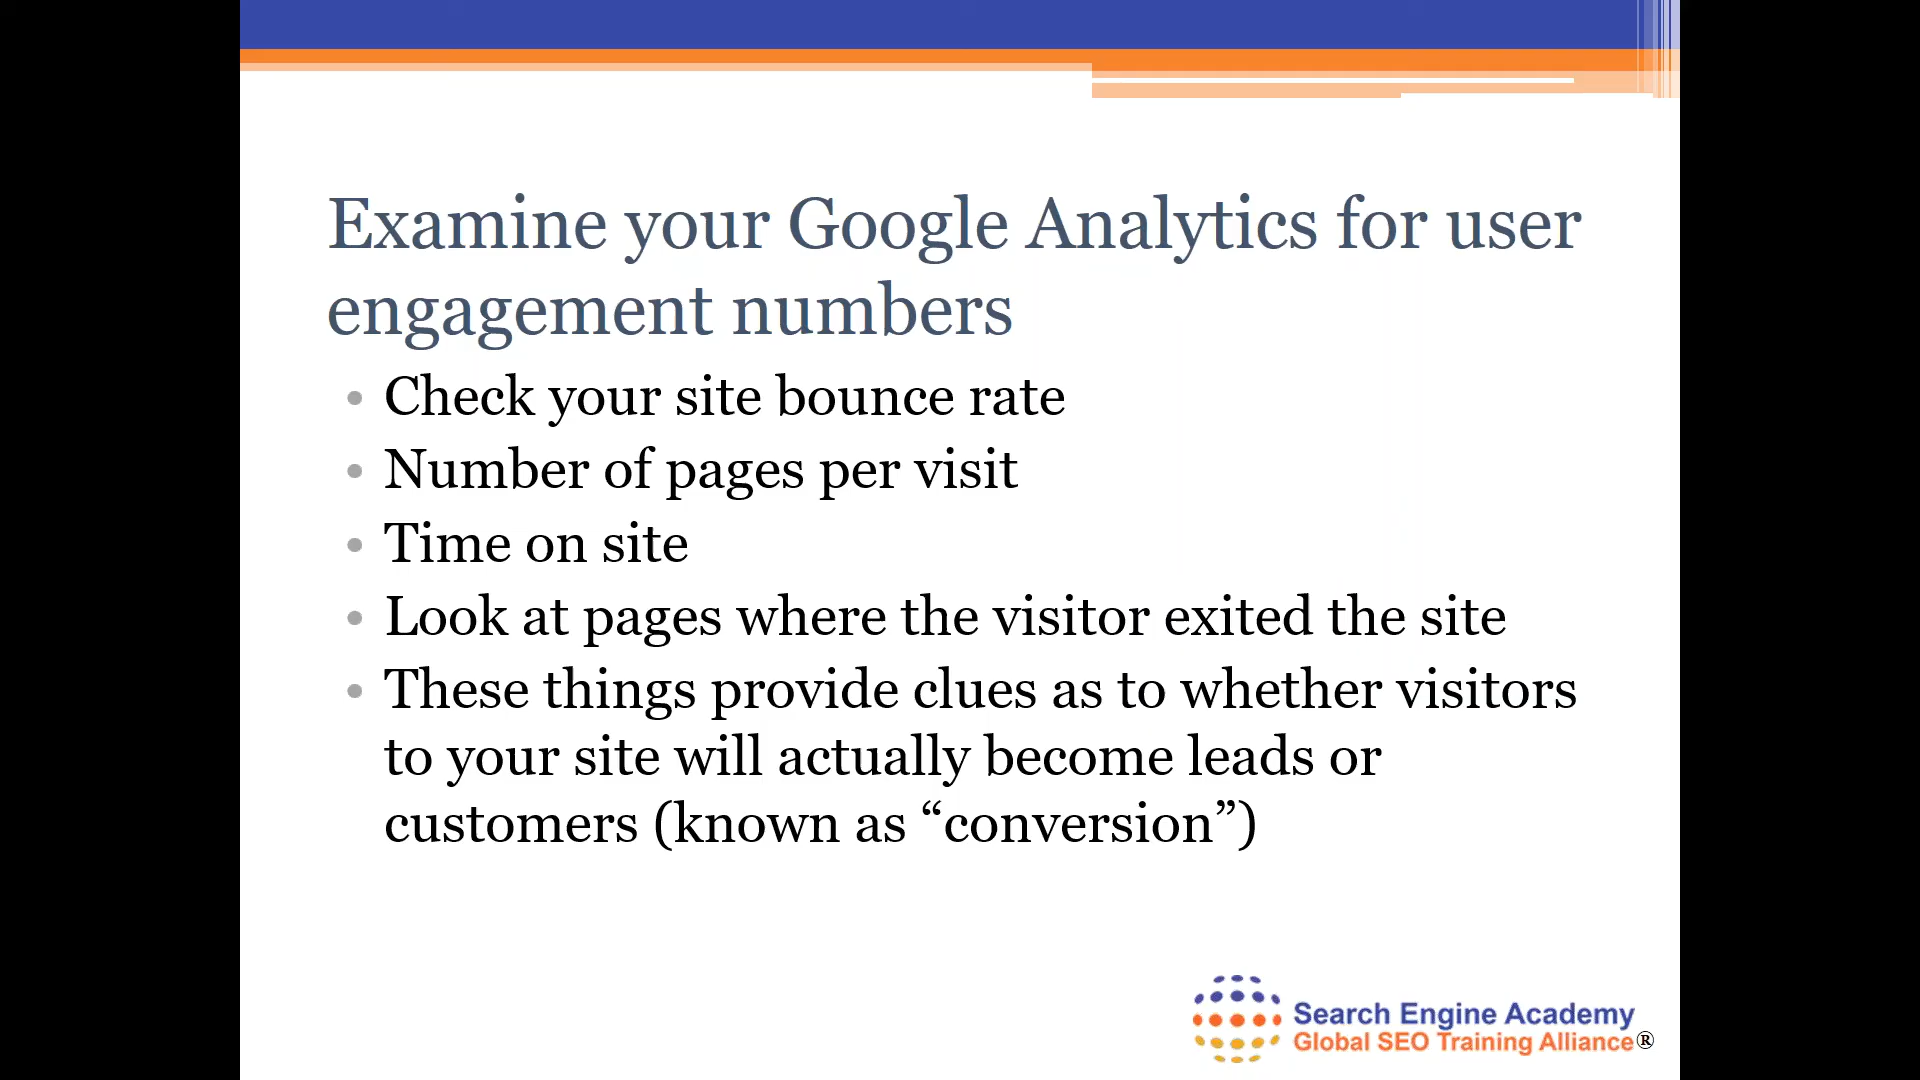 Examine your Google Analytics for user
engagement numbers
• Check your site bounce rate
• Number of pages per visit
• Time on site
• Look at pages where the visitor exited the site
• These things provide clues as to whether visitors
to your site will actually become leads or
customers (known as “conversion”)
Search Engine Academy
Global SEO Training Alliance®